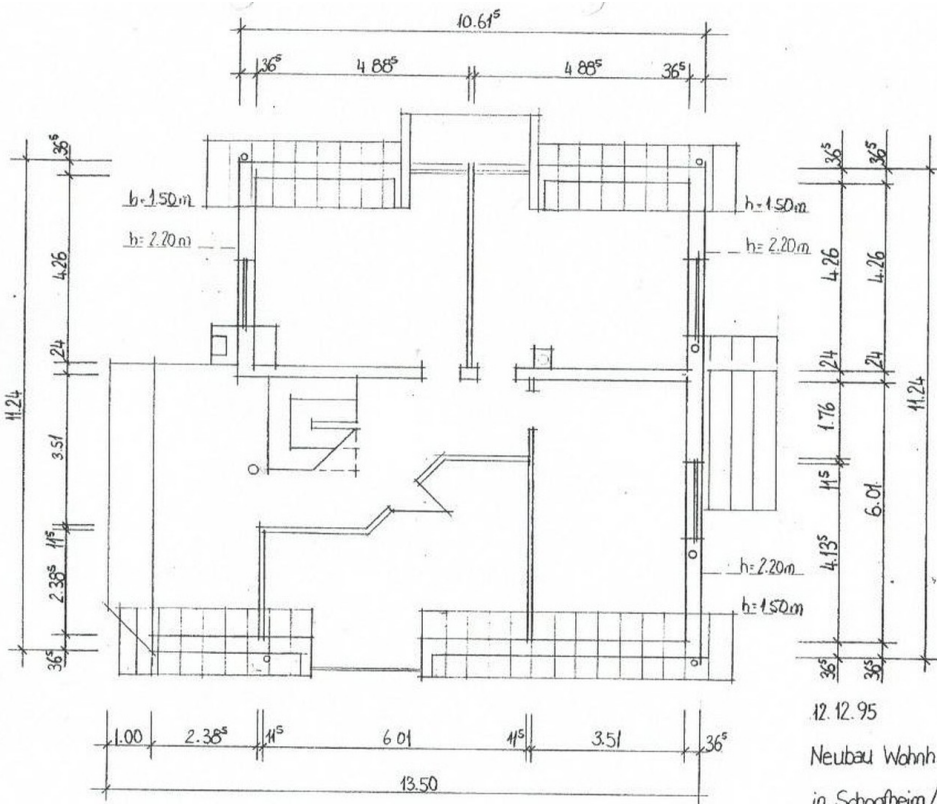 10.61⁵
36⁵ 4 88⁵ 4 88⁵ 36⁵
36⁵ 36⁵ 36⁵
h=1.50m h=1.50m
h=2.20m h=2.20m
4.26 4.26 4.26
24 24 24
11.24 11.24
3.51 1.76
11⁵ 11⁵ 6.01
2.38⁵ 4.13⁵
h=2.20m
h=1.50m
36⁵ 36⁵ 36⁵
12.12.95
1.00 2.38⁵ 11⁵ 6 01 11⁵ 3.51 36⁵
Neubau Wohnh
13.50
in